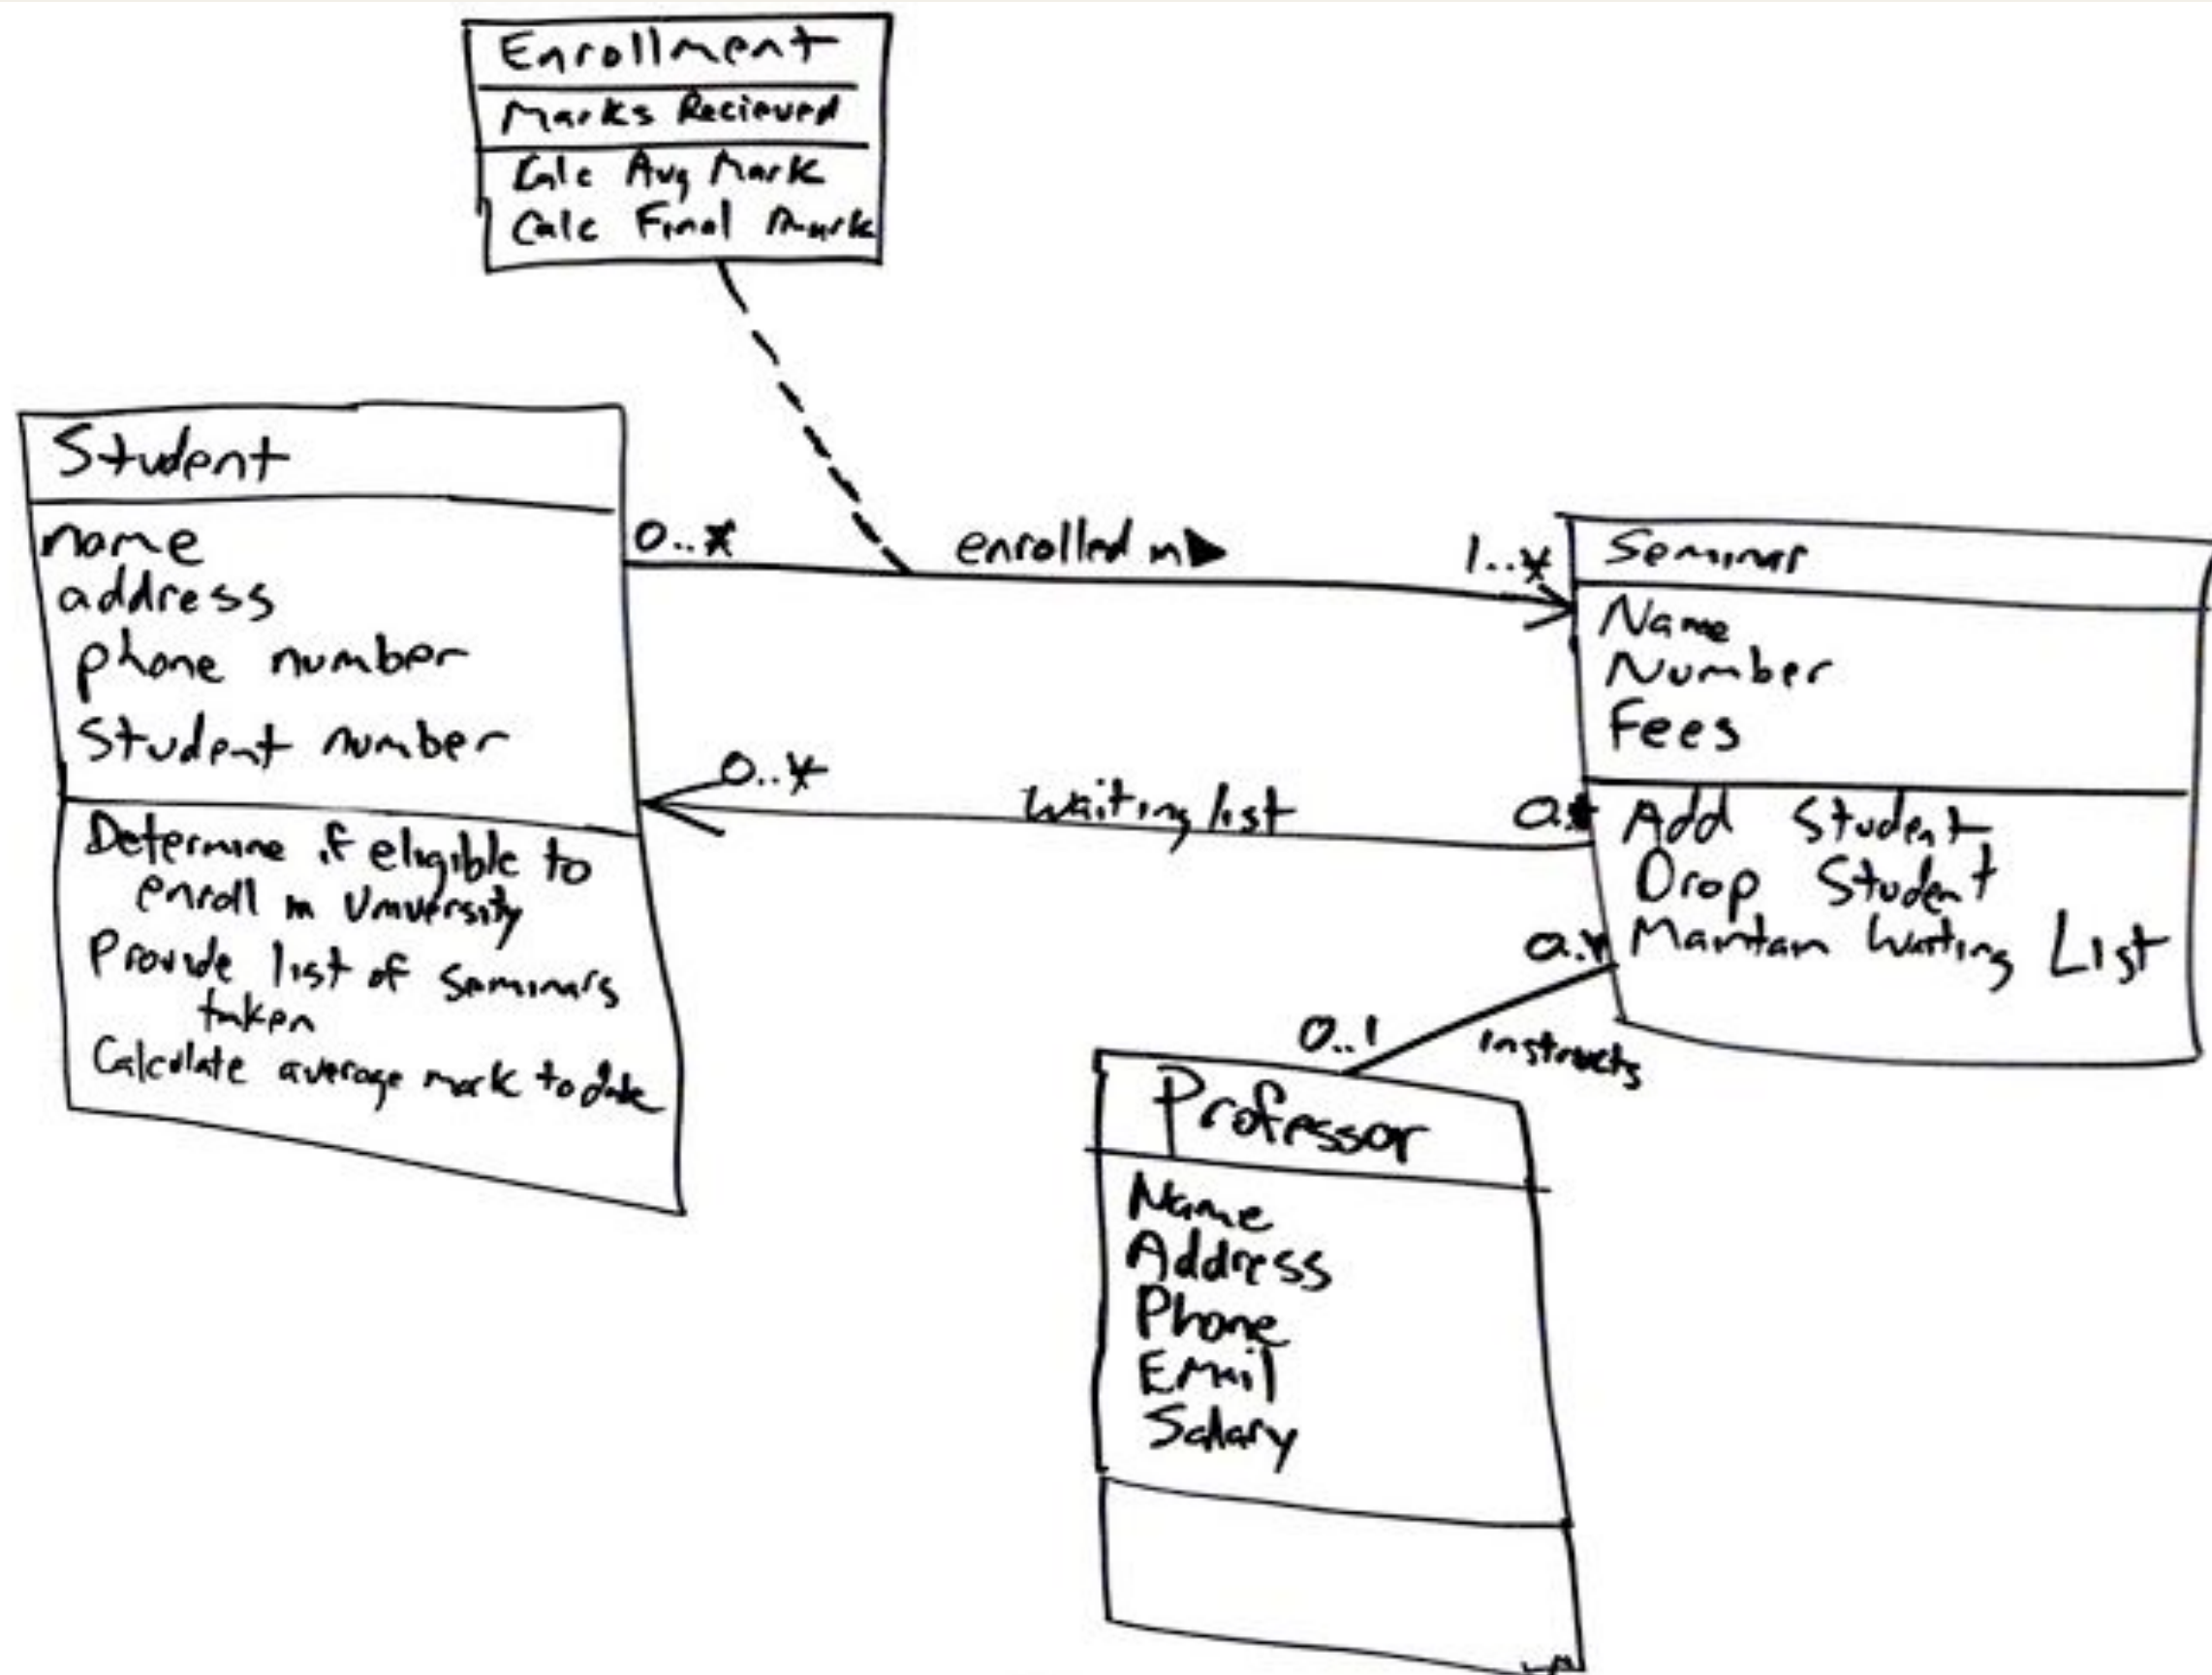 Enrollment
Marks Recieved
Calc Avg Mark
Calc Final Mark
Student
name
address
phone number
Student number
Determine if eligible to
enroll in University
Provide list of Seminars
taken
Calculate average mark to date
0..*
enrolled in
1..*
0..*
Waiting list
Seminar
Name
Number
Fees
Add Student
Drop Student
Maintain Waiting List
0..1
instructs
Professor
Name
Address
Phone
Email
Salary